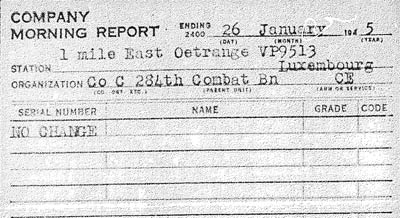 COMPANY
MORNING REPORT ENDING 2400 26 January 194 5
(DAY) (MONTH) (YEAR)
1 mile East Oetrange VP9513
STATION Luxembourg
ORGANIZATION Co C 284th Combat Bn CE
(CO. DET. ETC.) (PARENT UNIT) (ARM OR SERVICE)
SERIAL NUMBER NAME GRADE CODE
NO CHANGE